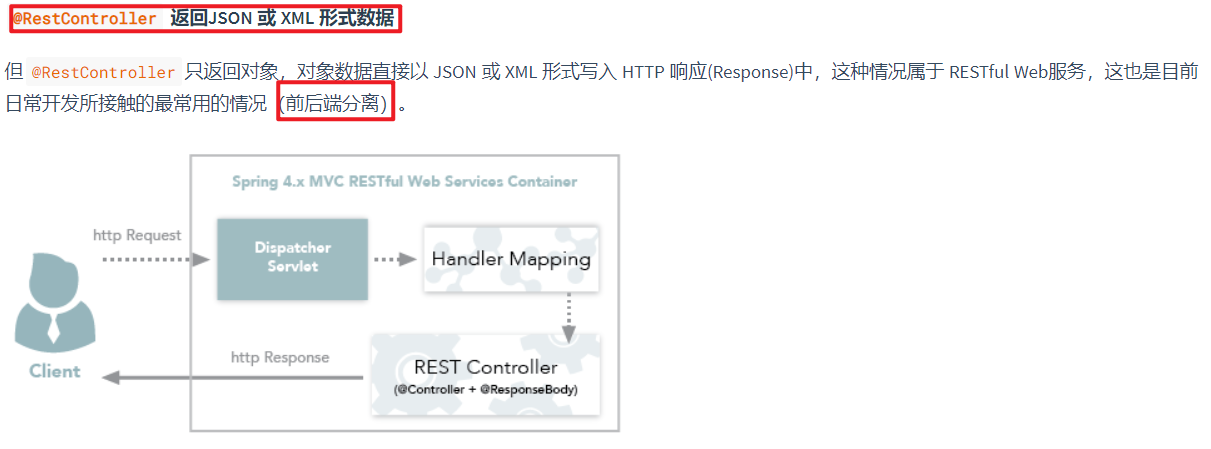 @RestController 返回JSON 或 XML 形式数据
但 @RestController 只返回对象，对象数据直接以 JSON 或 XML 形式写入 HTTP 响应(Response)中，这种情况属于 RESTful Web服务，这也是目前
日常开发所接触的最常用的情况（前后端分离）。
Spring 4.x MVC RESTful Web Services Container
http Request
Dispatcher
Servlet
Handler Mapping
http Response
REST Controller
(@Controller + @ResponseBody)
Client